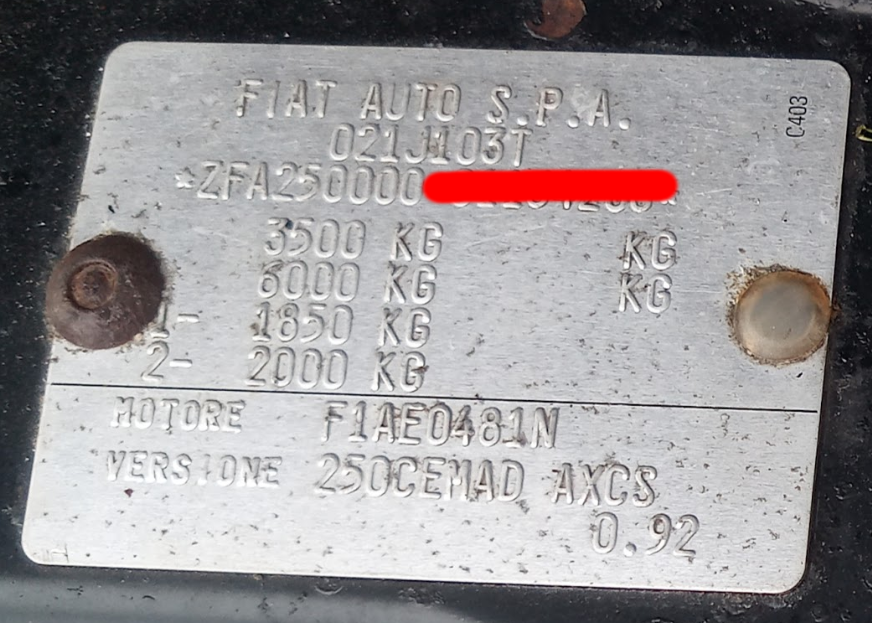 FIAT AUTO S.P.A.
C403
021J103T
*ZFA250000
3500 KG KG
6000 KG KG
1- 1850 KG
2- 2000 KG
MOTORE F1AE0481N
VERSIONE 250CEMAD AXCS
0.92